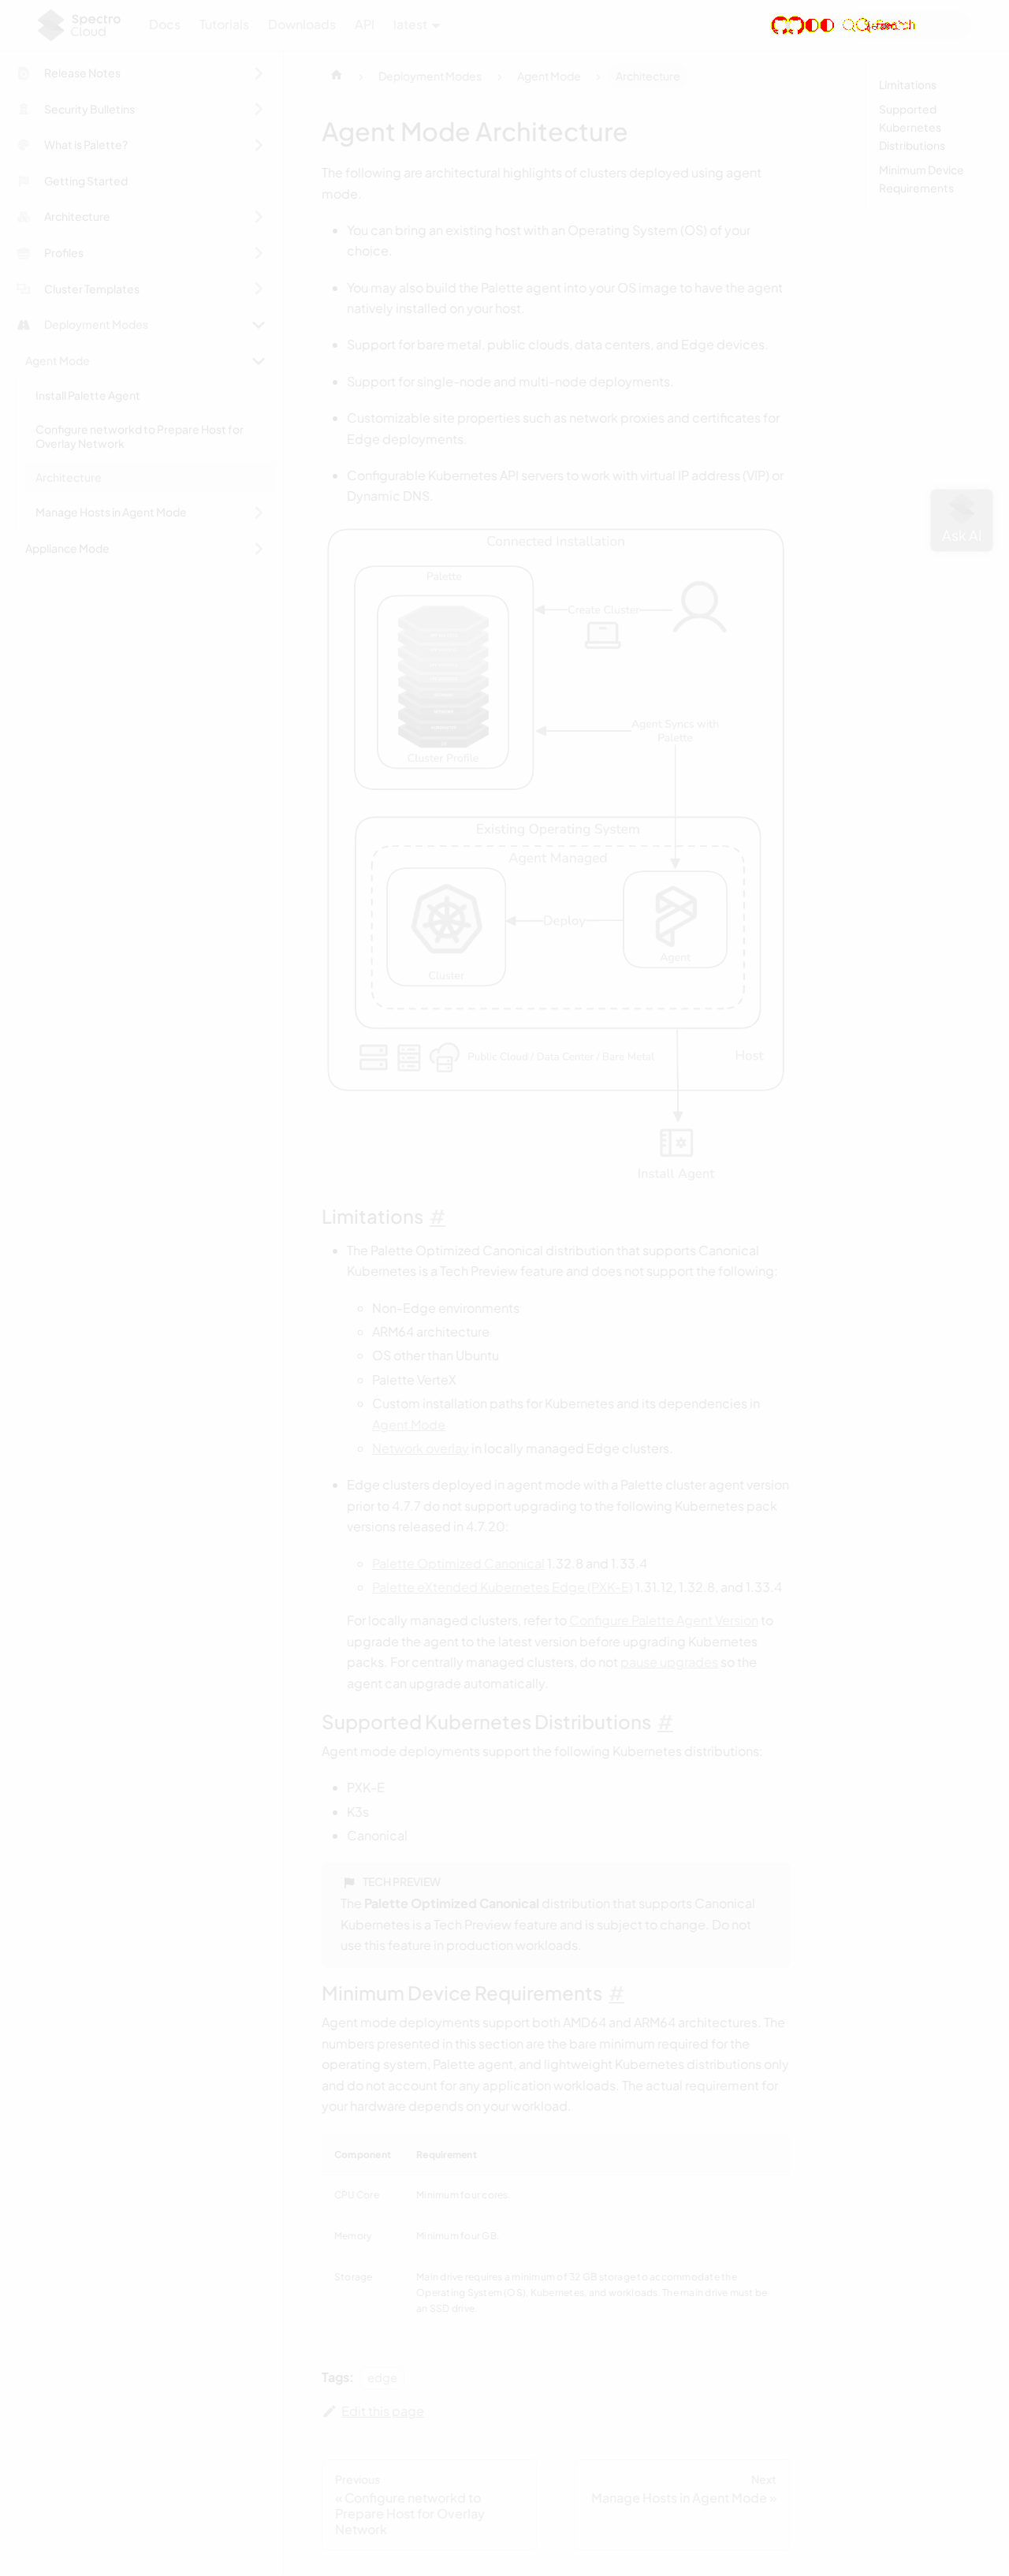 Spectro
Cloud
Docs Tutorials Downloads API latest
Search
Release Notes
Security Bulletins
What is Palette?
Getting Started
Architecture
Profiles
Cluster Templates
Deployment Modes
Agent Mode
Install Palette Agent
Configure networkd to Prepare Host for
Overlay Network
Architecture
Manage Hosts in Agent Mode
Appliance Mode
Deployment Modes > Agent Mode > Architecture
Agent Mode Architecture
The following are architectural highlights of clusters deployed using agent
mode.
• You can bring an existing host with an Operating System (OS) of your
choice.
• You may also build the Palette agent into your OS image to have the agent
natively installed on your host.
• Support for bare metal, public clouds, data centers, and Edge devices.
• Support for single-node and multi-node deployments.
• Customizable site properties such as network proxies and certificates for
Edge deployments.
• Configurable Kubernetes API servers to work with virtual IP address (VIP) or
Dynamic DNS.
Connected Installation
Palette
Create Cluster
Agent Syncs with
Palette
Cluster Profile
Existing Operating System
Agent Managed
Deploy
Agent
Cluster
Public Cloud / Data Center / Bare Metal
Host
Install Agent
Limitations #
• The Palette Optimized Canonical distribution that supports Canonical
Kubernetes is a Tech Preview feature and does not support the following:
◦ Non-Edge environments
◦ ARM64 architecture
◦ OS other than Ubuntu
◦ Palette VerteX
◦ Custom installation paths for Kubernetes and its dependencies in
Agent Mode
◦ Network overlay in locally managed Edge clusters.
• Edge clusters deployed in agent mode with a Palette cluster agent version
prior to 4.7.7 do not support upgrading to the following Kubernetes pack
versions released in 4.7.20:
◦ Palette Optimized Canonical 1.32.8 and 1.33.4
◦ Palette eXtended Kubernetes Edge (PXK-E) 1.31.12, 1.32.8, and 1.33.4
For locally managed clusters, refer to Configure Palette Agent Version to
upgrade the agent to the latest version before upgrading Kubernetes
packs. For centrally managed clusters, do not pause upgrades so the
agent can upgrade automatically.
Supported Kubernetes Distributions #
Agent mode deployments support the following Kubernetes distributions:
• PXK-E
• K3s
• Canonical
TECH PREVIEW
The Palette Optimized Canonical distribution that supports Canonical
Kubernetes is a Tech Preview feature and is subject to change. Do not
use this feature in production workloads.
Minimum Device Requirements #
Agent mode deployments support both AMD64 and ARM64 architectures. The
numbers presented in this section are the bare minimum required for the
operating system, Palette agent, and lightweight Kubernetes distributions only
and do not account for any application workloads. The actual requirement for
your hardware depends on your workload.
Component Requirement
CPU Core Minimum four cores.
Memory Minimum four GB.
Storage Main drive requires a minimum of 32 GB storage to accommodate the
Operating System (OS), Kubernetes, and workloads. The main drive must be
an SSD drive.
Tags: edge
Edit this page
Previous
« Configure networkd to
Prepare Host for Overlay
Network
Next
Manage Hosts in Agent Mode »
Limitations
Supported
Kubernetes
Distributions
Minimum Device
Requirements
Ask AI